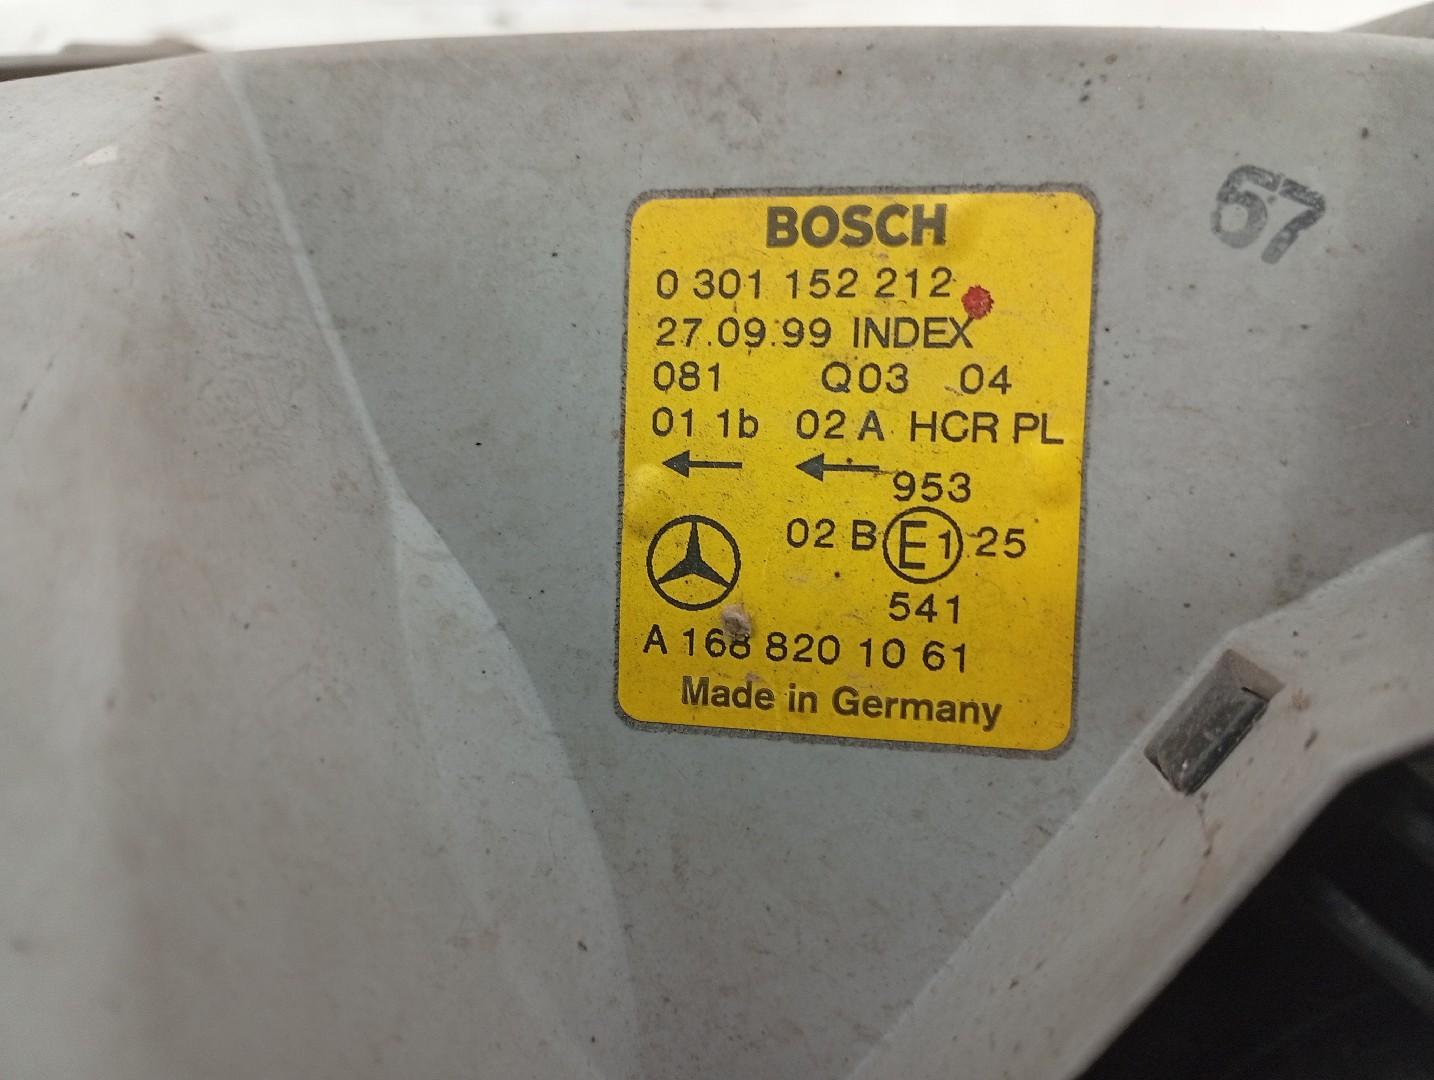 BOSCH
0 301 152 212
27.09.99 INDEX
081 Q03 04
01 1b 02 A HCR PL
953
02 B E1 25
541
A 168 820 10 61
Made in Germany
67